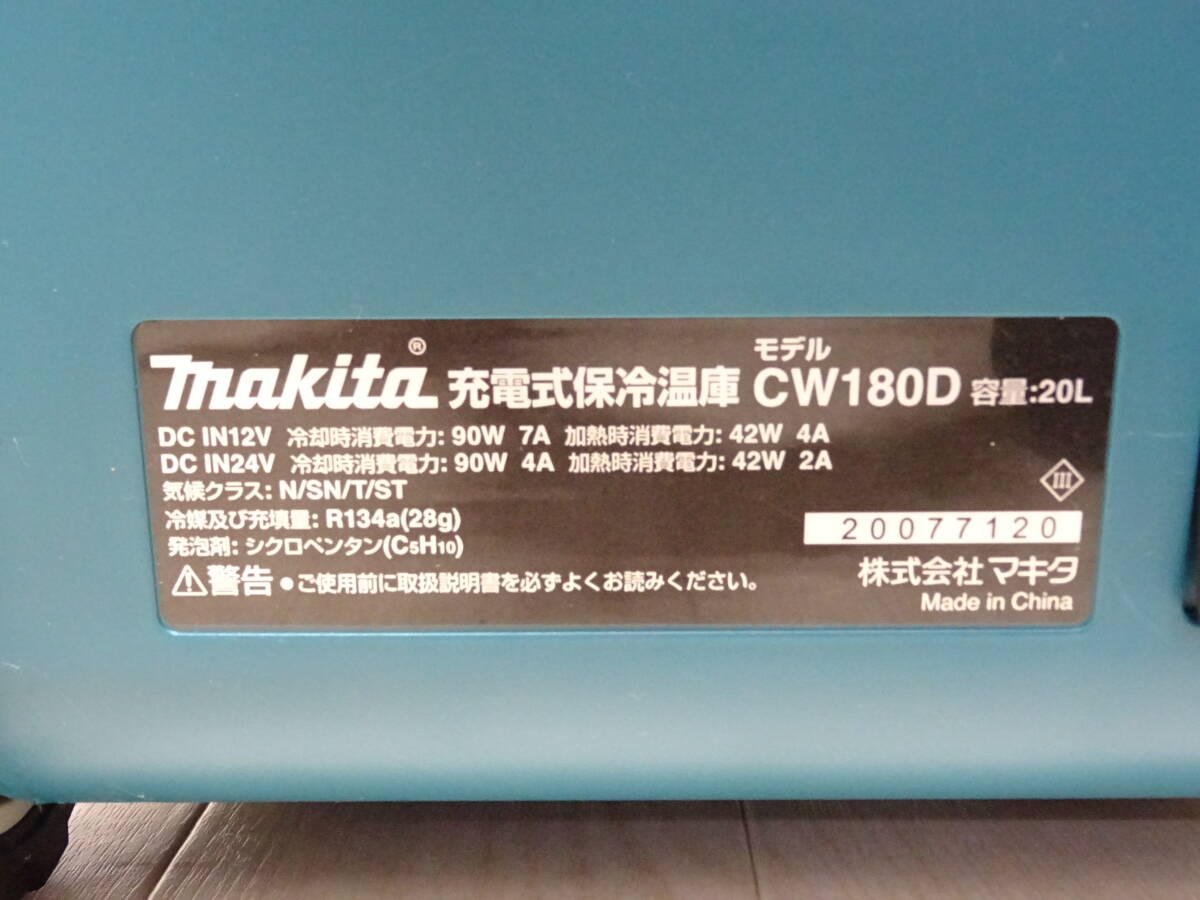 makita® 充電式保冷温庫 モデル CW180D 容量:20L
DC IN12V 冷却時消費電力: 90W 7A 加熱時消費電力: 42W 4A
DC IN24V 冷却時消費電力: 90W 4A 加熱時消費電力: 42W 2A
気候クラス: N/SN/T/ST
冷媒及び充填量: R134a(28g)
発泡剤: シクロペンタン(C5H10)
III
20077120
⚠警告 ●ご使用前に取扱説明書を必ずよくお読みください。
株式会社 マキタ
Made in China